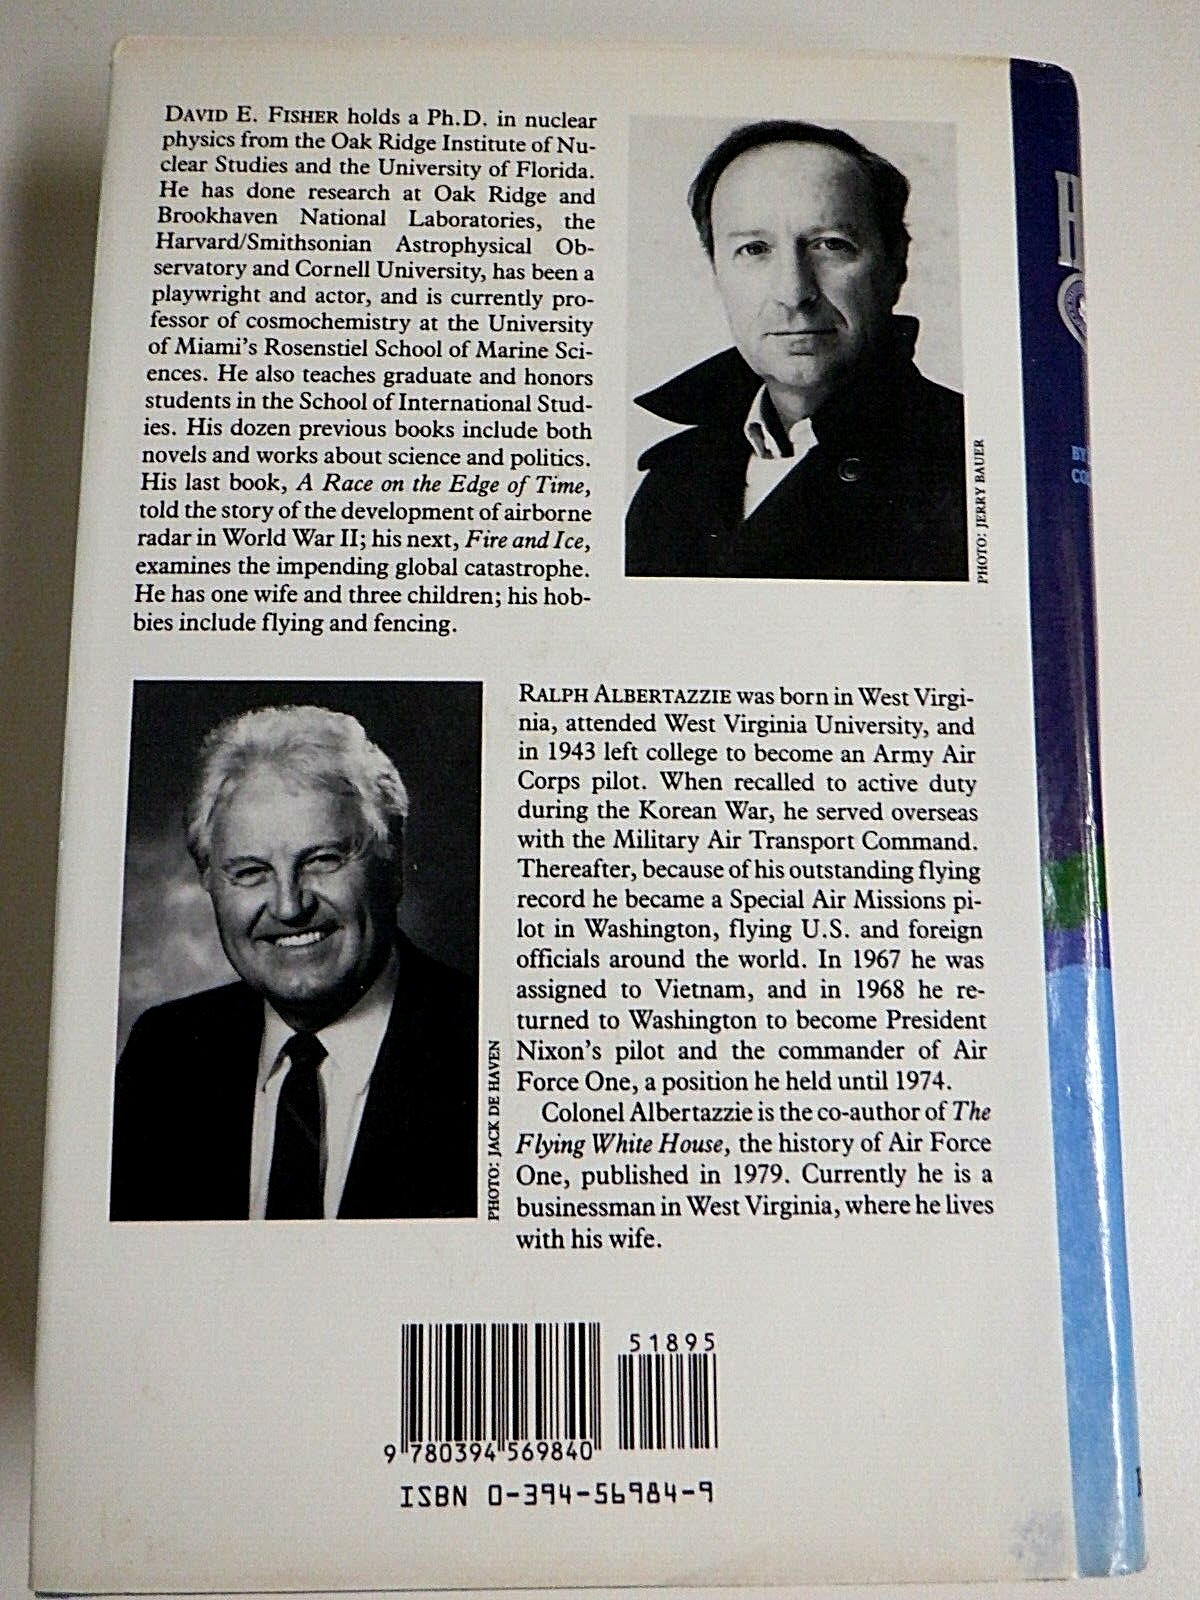 DAVID E. FISHER holds a Ph.D. in nuclear
physics from the Oak Ridge Institute of Nu-
clear Studies and the University of Florida.
He has done research at Oak Ridge and
Brookhaven National Laboratories, the
Harvard/Smithsonian Astrophysical Ob-
servatory and Cornell University, has been a
playwright and actor, and is currently pro-
fessor of cosmochemistry at the University
of Miami's Rosenstiel School of Marine Sci-
ences. He also teaches graduate and honors
students in the School of International Stud-
ies. His dozen previous books include both
novels and works about science and politics.
His last book, A Race on the Edge of Time,
told the story of the development of airborne
radar in World War II; his next, Fire and Ice,
examines the impending global catastrophe.
He has one wife and three children; his hob-
bies include flying and fencing.
PHOTO: JERRY BAUER
RALPH ALBERTAZZIE was born in West Virgi-
nia, attended West Virginia University, and
in 1943 left college to become an Army Air
Corps pilot. When recalled to active duty
during the Korean War, he served overseas
with the Military Air Transport Command.
Thereafter, because of his outstanding flying
record he became a Special Air Missions pi-
lot in Washington, flying U.S. and foreign
officials around the world. In 1967 he was
assigned to Vietnam, and in 1968 he re-
turned to Washington to become President
Nixon's pilot and the commander of Air
Force One, a position he held until 1974.
Colonel Albertazzie is the co-author of The
Flying White House, the history of Air Force
One, published in 1979. Currently he is a
businessman in West Virginia, where he lives
with his wife.
PHOTO: JACK DE HAVEN
51895
9 780394 569840
ISBN 0-394-56984-9
H
BY